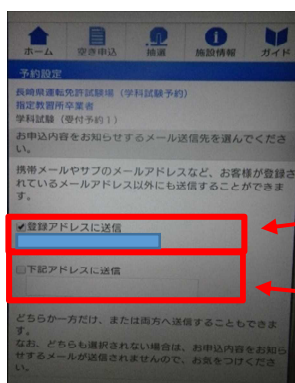 ホーム 空き申込 抽選 施設情報 ガイド
予約設定
長崎県運転免許試験場（学科試験予約）
指定教習所卒業者
学科試験（受付予約１）
お申込内容をお知らせするメール送信先を選んでくださ
い。
携帯メールやサブのメールアドレスなど、お客様が登録さ
れているメールアドレス以外にも送信することができま
す。
登録アドレスに送信
下記アドレスに送信
どちらか一方だけ、または両方へ送信することもできま
す。
なお、どちらも選択されない場合は、お申込内容をお知ら
せするメールが送信されませんので、お気をつけくださ
い。